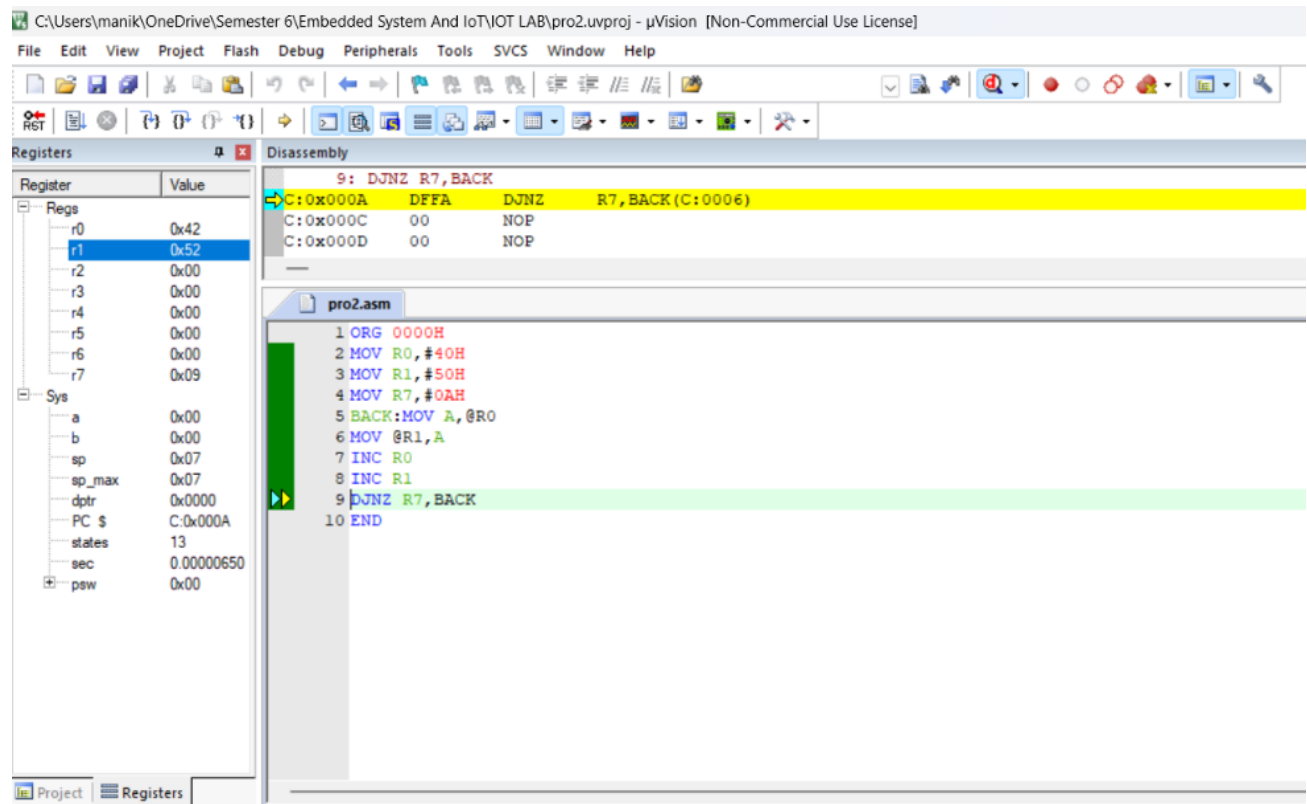 C:\Users\manik\OneDrive\Semester 6\Embedded System And IoT\IOT LAB\pro2.uvproj - µVision [Non-Commercial Use License]
File Edit View Project Flash Debug Peripherals Tools SVCS Window Help
RST
Registers
Register Value
Regs
r0 0x42
r1 0x52
r2 0x00
r3 0x00
r4 0x00
r5 0x00
r6 0x00
r7 0x09
Sys
a 0x00
b 0x00
sp 0x07
sp_max 0x07
dptr 0x0000
PC $ C:0x000A
states 13
sec 0.00000650
psw 0x00
Project Registers
Disassembly
9: DJNZ R7,BACK
C:0x000A DFFA DJNZ R7,BACK(C:0006)
C:0x000C 00 NOP
C:0x000D 00 NOP
pro2.asm
1 ORG 0000H
2 MOV R0,#40H
3 MOV R1,#50H
4 MOV R7,#0AH
5 BACK:MOV A,@R0
6 MOV @R1,A
7 INC R0
8 INC R1
9 DJNZ R7,BACK
10 END